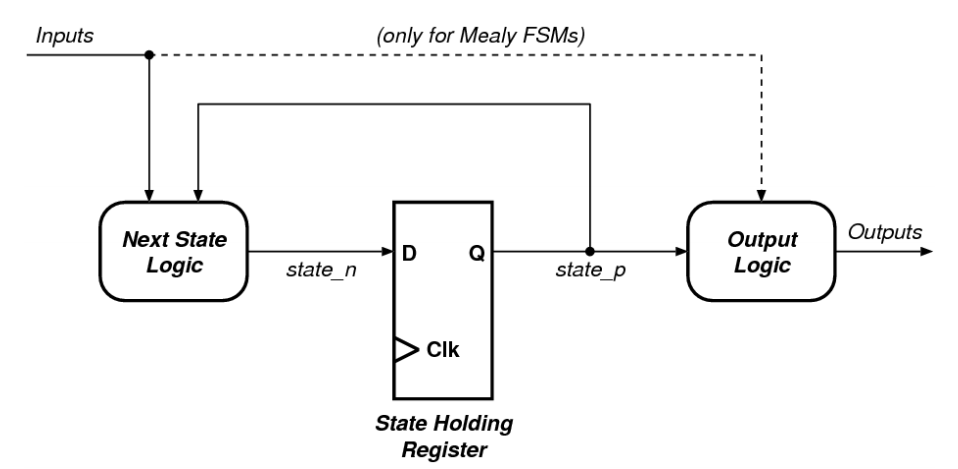 Inputs
(only for Mealy FSMs)
Next State
Logic
state_n
D
Q
Clk
State Holding
Register
state_p
Output
Logic
Outputs